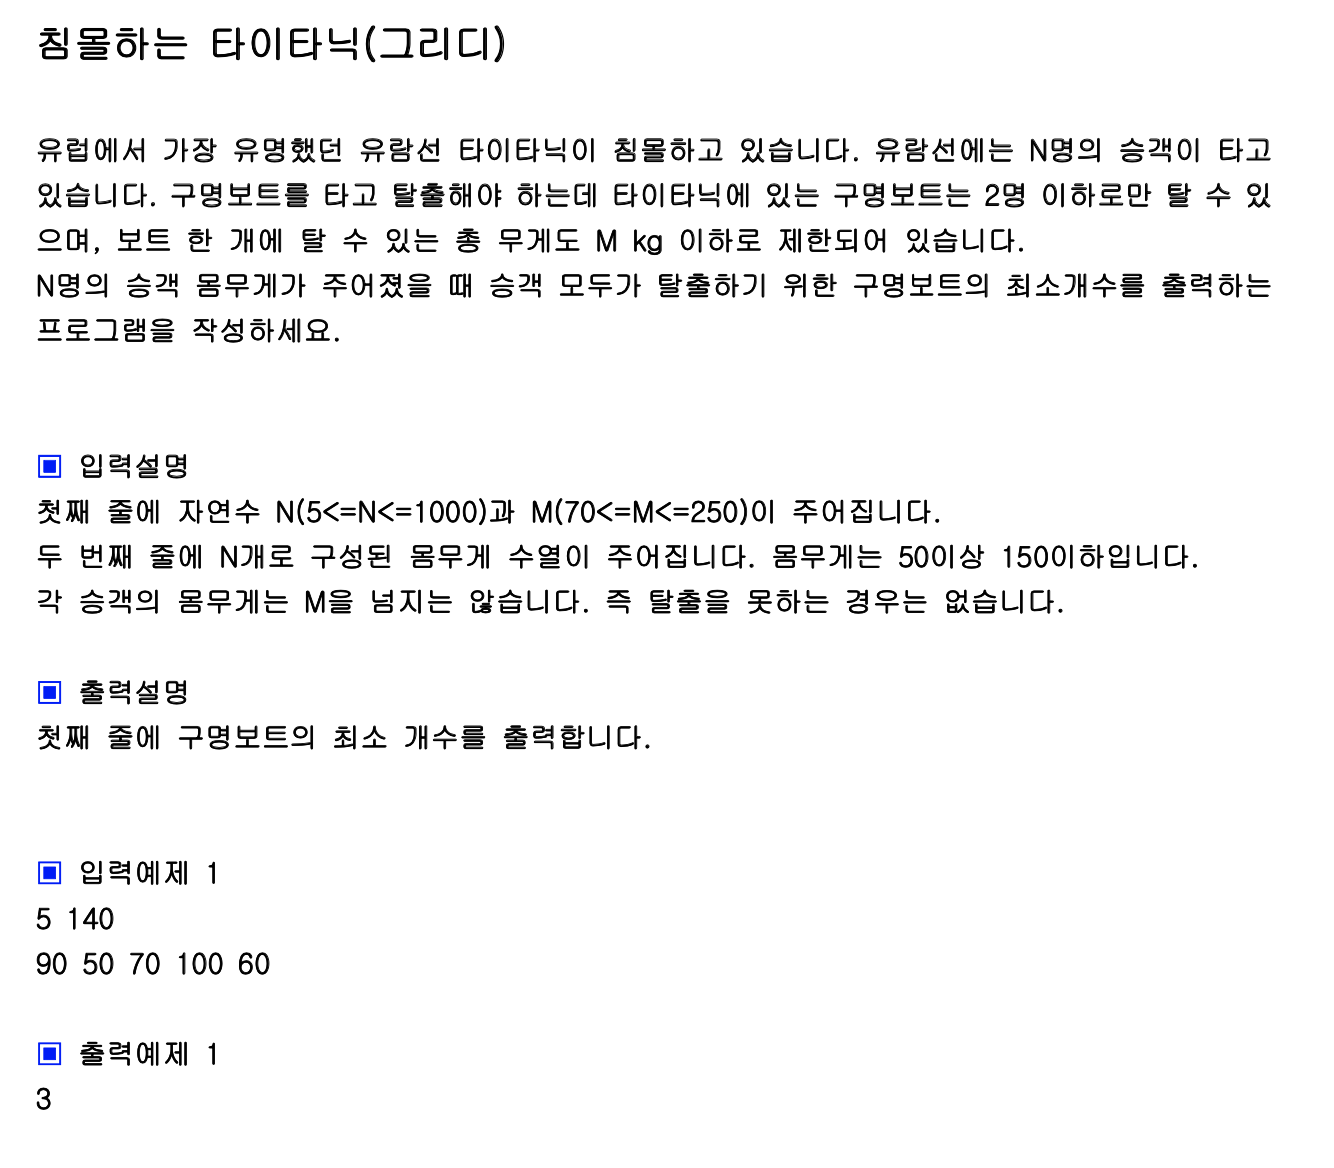 침몰하는 타이타닉(그리디)
유럽에서 가장 유명했던 유람선 타이타닉이 침몰하고 있습니다. 유람선에는 N명의 승객이 타고
있습니다. 구명보트를 타고 탈출해야 하는데 타이타닉에 있는 구명보트는 2명 이하로만 탈 수 있
으며, 보트 한 개에 탈 수 있는 총 무게도 M kg 이하로 제한되어 있습니다.
N명의 승객 몸무게가 주어졌을 때 승객 모두가 탈출하기 위한 구명보트의 최소개수를 출력하는
프로그램을 작성하세요.
▣ 입력설명
첫째 줄에 자연수 N(5<=N<=1000)과 M(70<=M<=250)이 주어집니다.
두 번째 줄에 N개로 구성된 몸무게 수열이 주어집니다. 몸무게는 50이상 150이하입니다.
각 승객의 몸무게는 M을 넘지는 않습니다. 즉 탈출을 못하는 경우는 없습니다.
▣ 출력설명
첫째 줄에 구명보트의 최소 개수를 출력합니다.
▣ 입력예제 1
5 140
90 50 70 100 60
▣ 출력예제 1
3